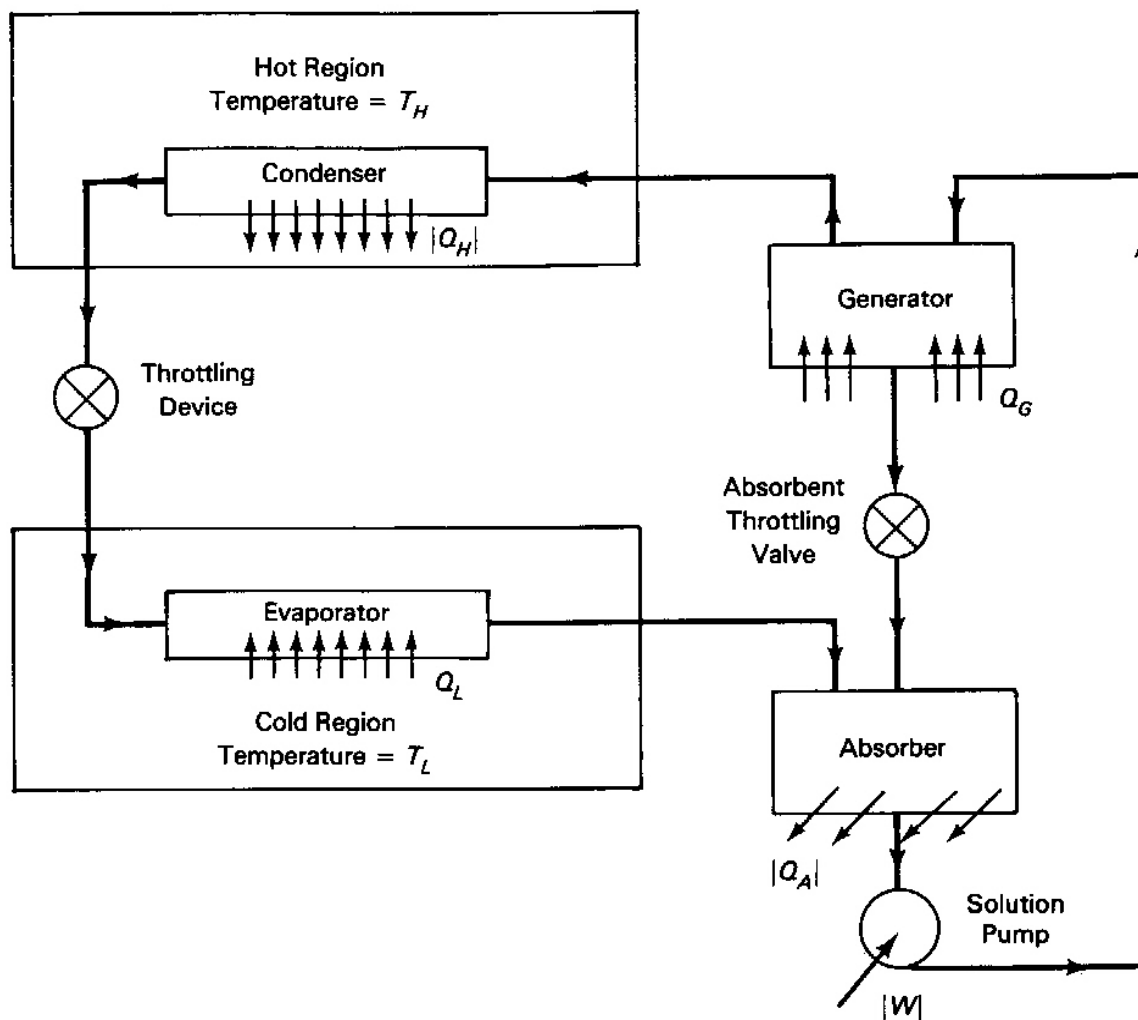 Hot Region
Temperature = T_H
Condenser
|Q_H|
Generator
Q_G
Throttling
Device
Absorbent
Throttling
Valve
Evaporator
Q_L
Cold Region
Temperature = T_L
Absorber
|Q_A|
Solution
Pump
|W|